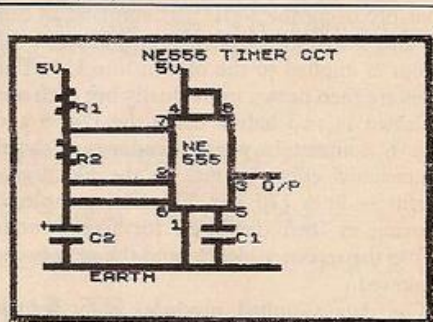 NE555 TIMER CCT
5V 5V
R1
4 8
7
R2
NE
555
2
3 O/P
6 1 5
+ C2 C1
EARTH